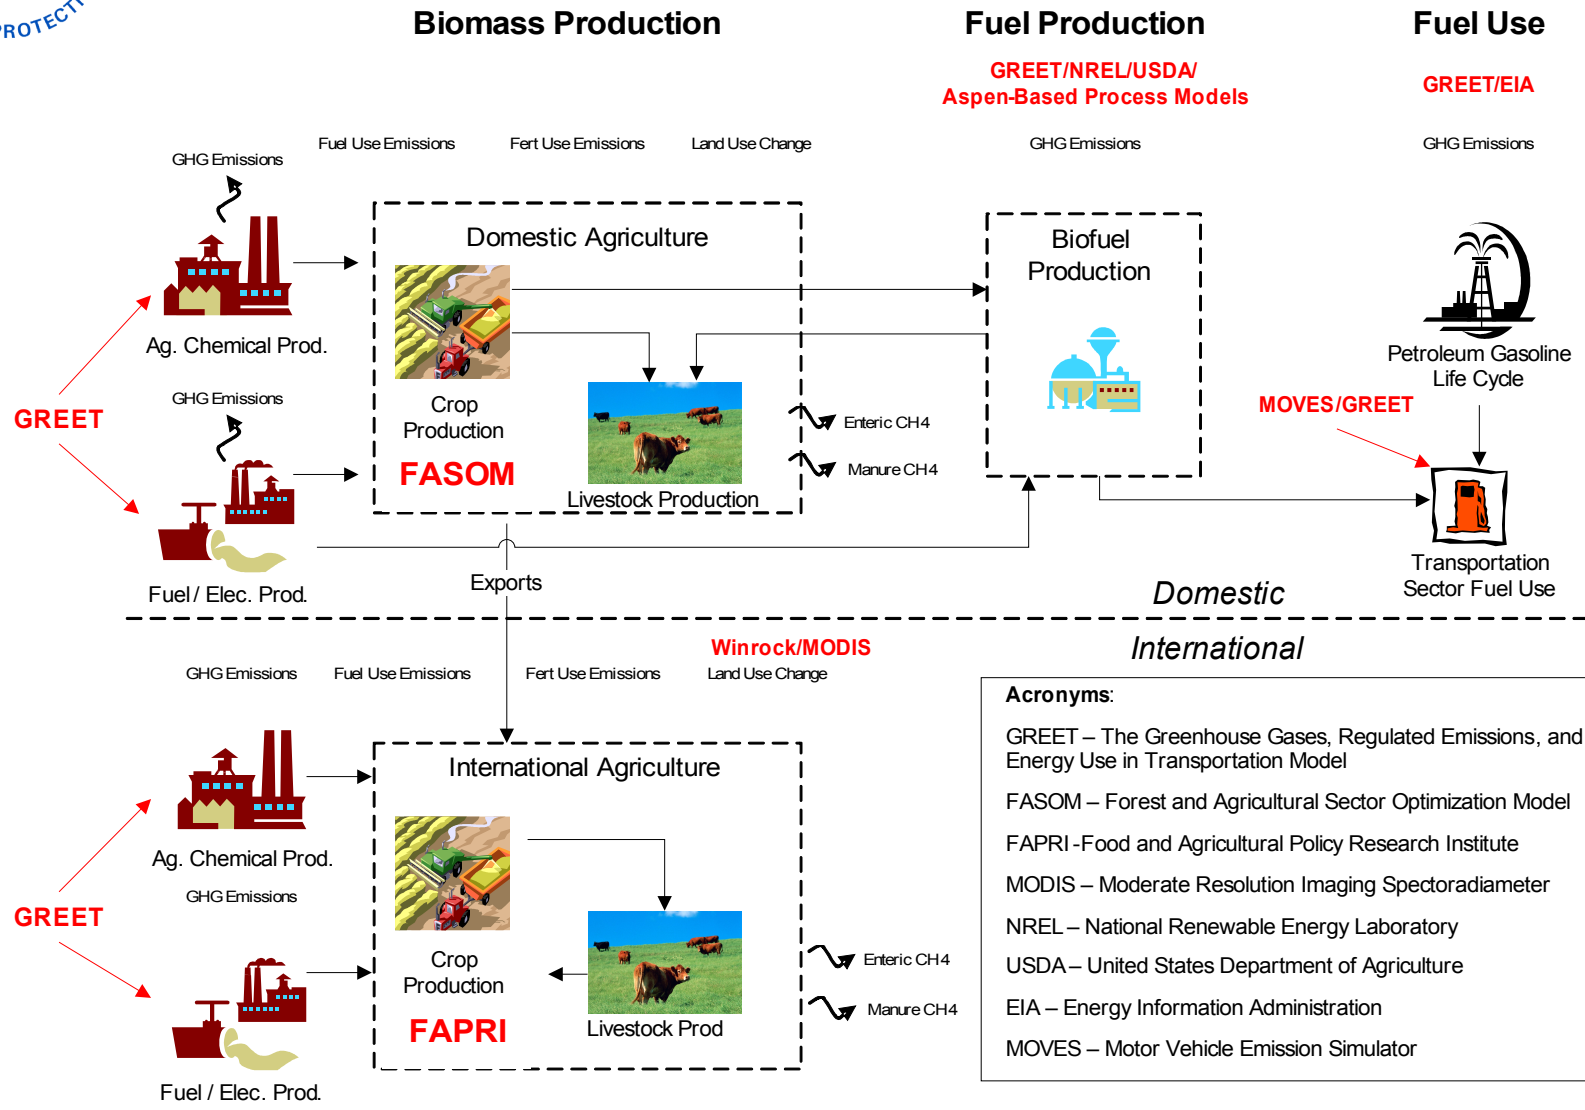 PROTECTI
Biomass Production
Fuel Production
Fuel Use
GREET/NREL/USDA/
Aspen-Based Process Models
GREET/EIA
GHG Emissions
Fuel Use Emissions
Fert Use Emissions
Land Use Change
GHG Emissions
GHG Emissions
Domestic Agriculture
Biofuel
Production
Ag. Chemical Prod.
Petroleum Gasoline
Life Cycle
GHG Emissions
GREET
Crop
Production
FASOM
Livestock Production
Enteric CH4
Manure CH4
MOVES/GREET
Fuel / Elec. Prod.
Exports
Transportation
Sector Fuel Use
Domestic
International
Winrock/MODIS
GHG Emissions
Fuel Use Emissions
Fert Use Emissions
Land Use Change
International Agriculture
Ag. Chemical Prod.
GHG Emissions
GREET
Crop
Production
FAPRI
Livestock Prod
Enteric CH4
Manure CH4
Fuel / Elec. Prod.
Acronyms:
GREET – The Greenhouse Gases, Regulated Emissions, and
Energy Use in Transportation Model
FASOM – Forest and Agricultural Sector Optimization Model
FAPRI -Food and Agricultural Policy Research Institute
MODIS – Moderate Resolution Imaging Spectoradiameter
NREL – National Renewable Energy Laboratory
USDA – United States Department of Agriculture
EIA – Energy Information Administration
MOVES – Motor Vehicle Emission Simulator